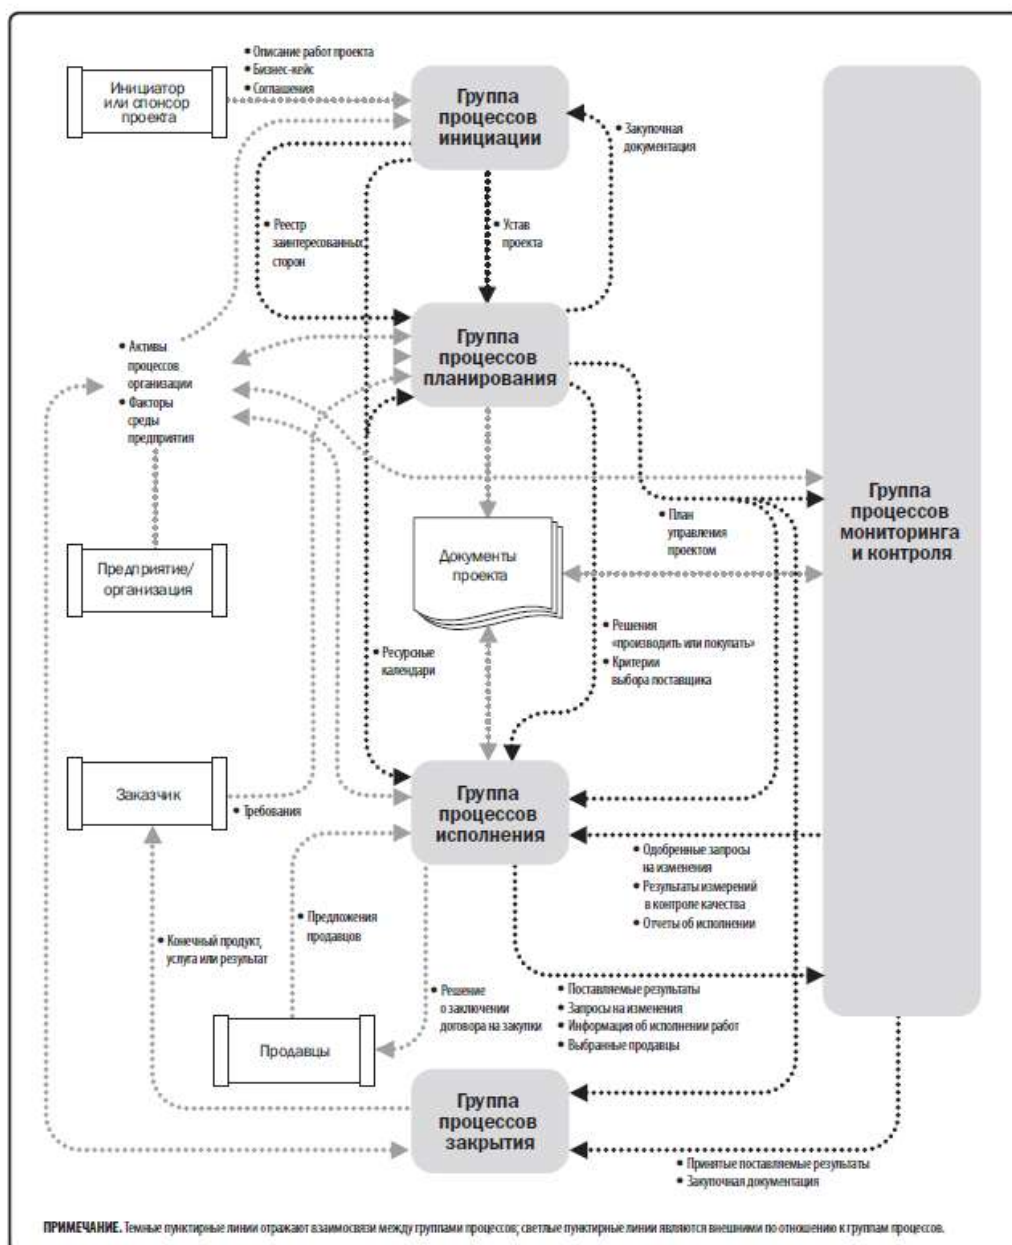 • Описание работ проекта
• Бизнес-кейс
• Соглашения
Инициатор
или спонсор
проекта
Группа
процессов
инициации
• Закупочная
документация
• Реестр
заинтересованных
сторон
• Устав
проекта
Группа
процессов
планирования
• Активы
процессов
организации
• Факторы
среды
предприятия
Группа
процессов
мониторинга
и контроля
• План
управления
проектом
Предприятие/
организация
Документы
проекта
• Ресурсные
календари
• Решения
«производить или покупать»
• Критерии
выбора поставщика
Заказчик
• Требования
Группа
процессов
исполнения
• Одобренные запросы
на изменения
• Результаты измерений
в контроле качества
• Отчеты об исполнении
• Предложения
продавцов
• Конечный продукт,
услуга или результат
• Решение
о заключении
договора на закупки
• Поставляемые результаты
• Запросы на изменения
• Информация об исполнении работ
• Выбранные продавцы
Продавцы
Группа
процессов
закрытия
• Принятые поставляемые результаты
• Закупочная документация
ПРИМЕЧАНИЕ. Темные пунктирные линии отражают взаимосвязи между группами процессов; светлые пунктирные линии являются внешними по отношению к группам процессов.